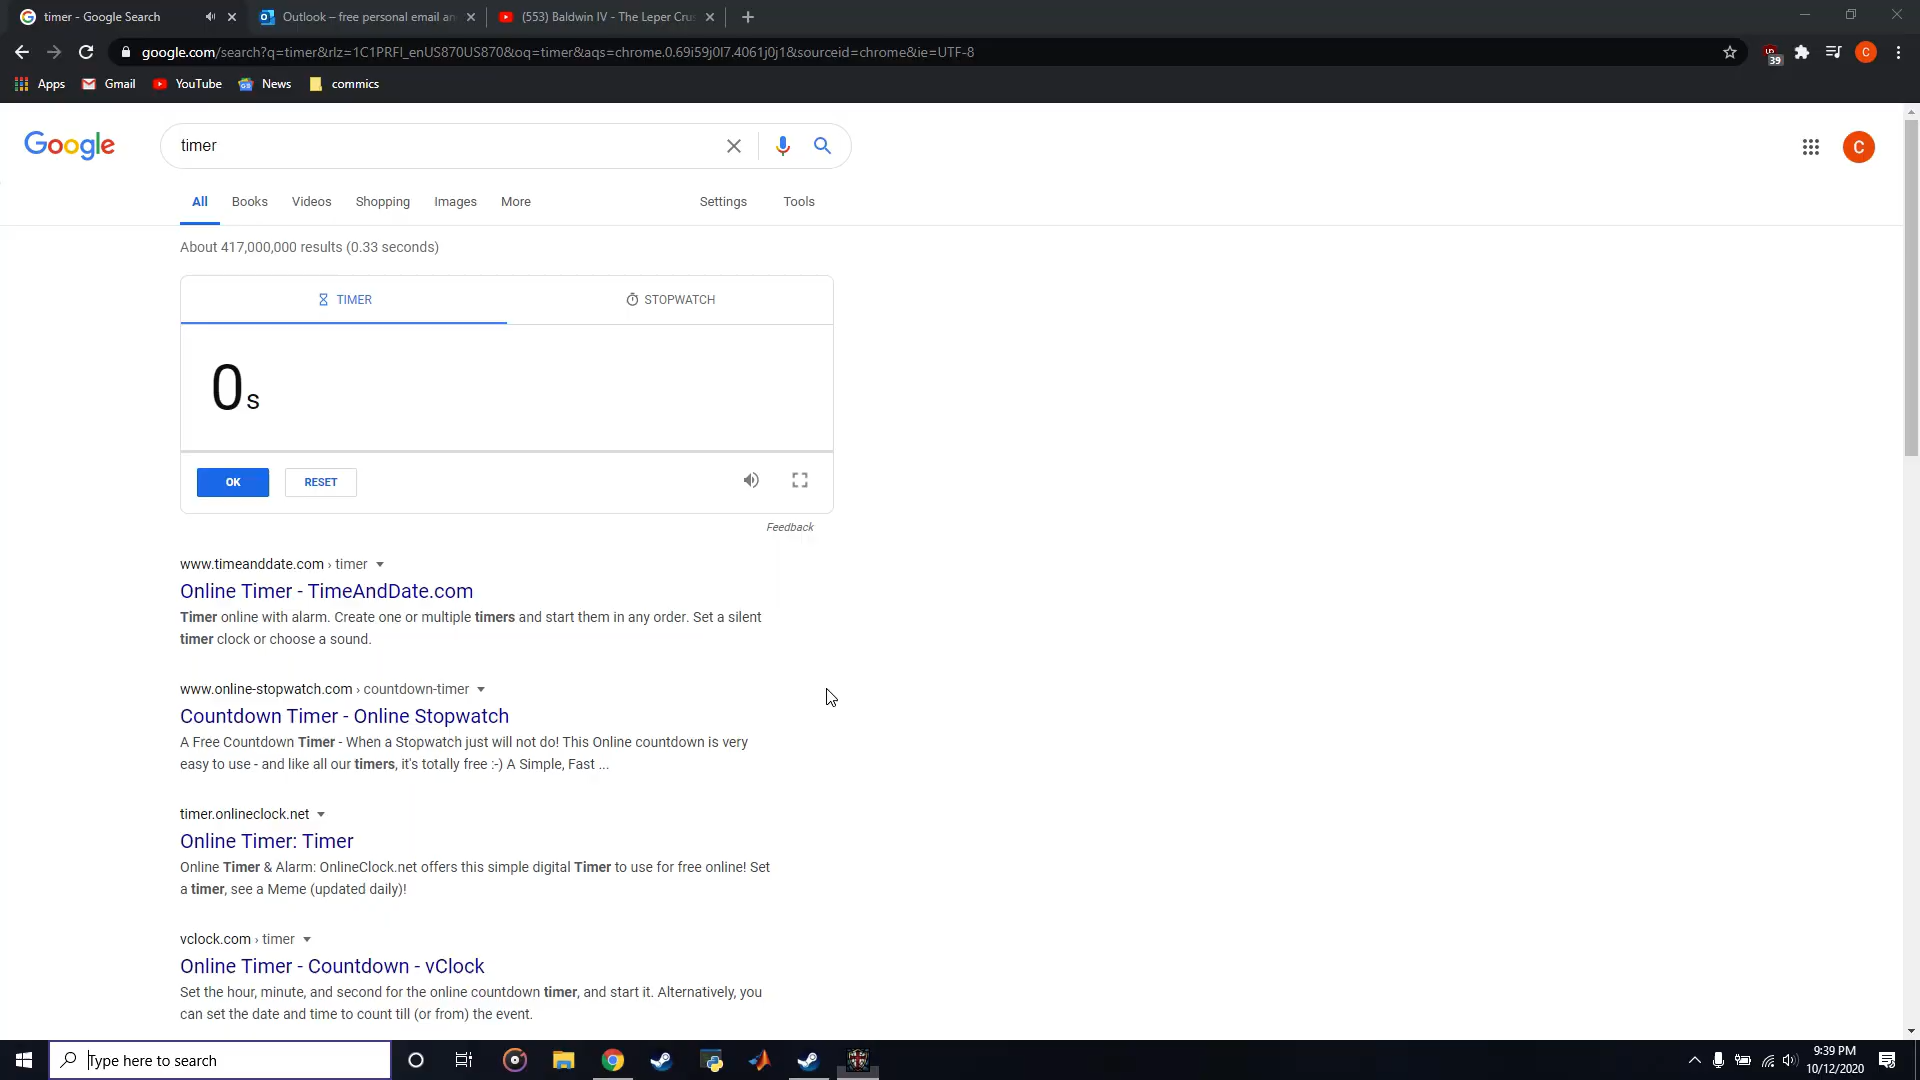 timer - Google Search
Outlook – free personal email an
(553) Baldwin IV - The Leper Cru
google.com/search?q=timer&rlz=1C1PRFI_enUS870US870&oq=timer&aqs=chrome.0.69i59j0l7.4061j0j1&sourceid=chrome&ie=UTF-8
39
C
Apps
Gmail
YouTube
News
commics
Google
timer
C
All
Books
Videos
Shopping
Images
More
Settings
Tools
About 417,000,000 results (0.33 seconds)
TIMER
STOPWATCH
0s
OK
RESET
Feedback
www.timeanddate.com › timer
Online Timer - TimeAndDate.com
Timer online with alarm. Create one or multiple timers and start them in any order. Set a silent
timer clock or choose a sound.
www.online-stopwatch.com › countdown-timer
Countdown Timer - Online Stopwatch
A Free Countdown Timer - When a Stopwatch just will not do! This Online countdown is very
easy to use - and like all our timers, it's totally free :-) A Simple, Fast ...
timer.onlineclock.net
Online Timer: Timer
Online Timer & Alarm: OnlineClock.net offers this simple digital Timer to use for free online! Set
a timer, see a Meme (updated daily)!
vclock.com › timer
Online Timer - Countdown - vClock
Set the hour, minute, and second for the online countdown timer, and start it. Alternatively, you
can set the date and time to count till (or from) the event.
Type here to search
9:39 PM
10/12/2020